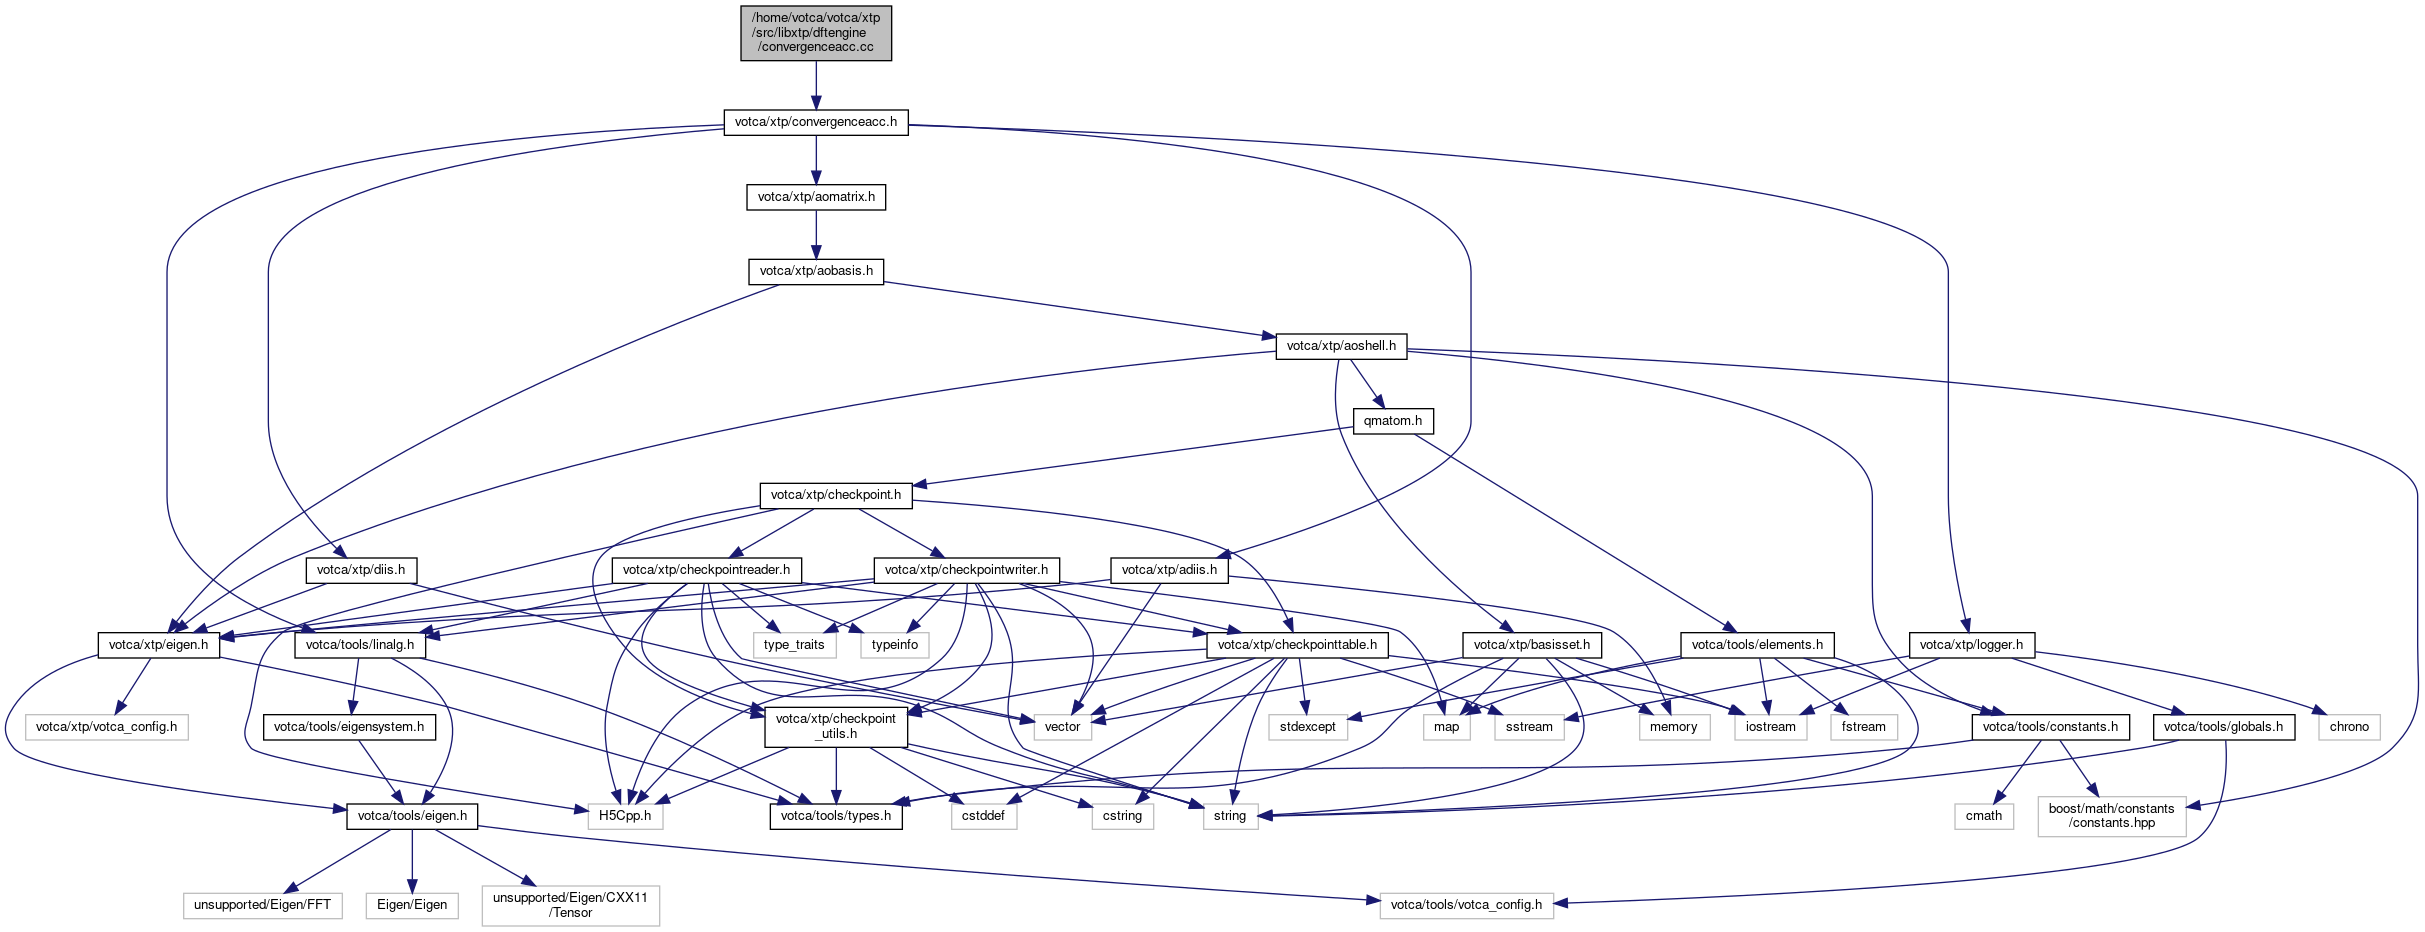 /home/votca/votca/xtp
/src/libxtp/dftengine
/convergenceacc.cc
votca/xtp/convergenceacc.h
votca/xtp/aomatrix.h
votca/xtp/aobasis.h
votca/xtp/aoshell.h
qmatom.h
votca/xtp/checkpoint.h
votca/xtp/diis.h
votca/xtp/checkpointreader.h
votca/xtp/checkpointwriter.h
votca/xtp/adiis.h
votca/xtp/eigen.h
votca/tools/linalg.h
type_traits
typeinfo
votca/xtp/checkpointtable.h
votca/xtp/basisset.h
votca/tools/elements.h
votca/xtp/logger.h
votca/xtp/votca_config.h
votca/tools/eigensystem.h
votca/xtp/checkpoint
_utils.h
vector
stdexcept
map
sstream
memory
iostream
fstream
votca/tools/constants.h
votca/tools/globals.h
chrono
votca/tools/eigen.h
H5Cpp.h
votca/tools/types.h
cstddef
cstring
string
cmath
boost/math/constants
/constants.hpp
unsupported/Eigen/FFT
Eigen/Eigen
unsupported/Eigen/CXX11
/Tensor
votca/tools/votca_config.h